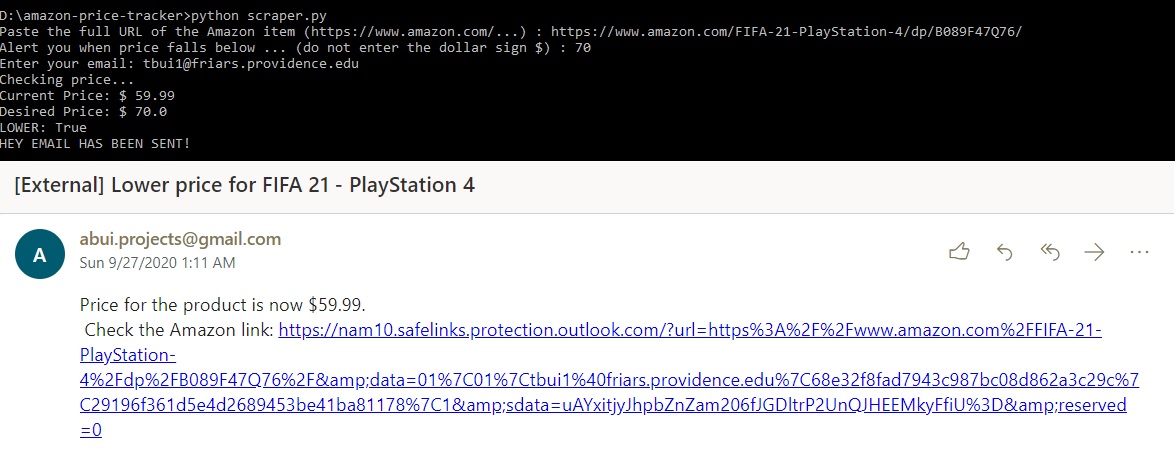 D:\amazon-price-tracker>python scraper.py
Paste the full URL of the Amazon item (https://www.amazon.com/...) : https://www.amazon.com/FIFA-21-PlayStation-4/dp/B089F47Q76/
Alert you when price falls below ... (do not enter the dollar sign $) : 70
Enter your email: tbui1@friars.providence.edu
Checking price...
Current Price: $ 59.99
Desired Price: $ 70.0
LOWER: True
HEY EMAIL HAS BEEN SENT!
[External] Lower price for FIFA 21 - PlayStation 4
A
abui.projects@gmail.com
Sun 9/27/2020 1:11 AM
...
Price for the product is now $59.99.
Check the Amazon link: https://nam10.safelinks.protection.outlook.com/?url=https%3A%2F%2Fwww.amazon.com%2FFIFA-21-
PlayStation-
4%2Fdp%2FB089F47Q76%2F&amp;data=01%7C01%7Ctbui1%40friars.providence.edu%7C68e32f8fad7943c987bc08d862a3c29c%7
C29196f361d5e4d2689453be41ba81178%7C1&amp;sdata=uAYxitjyJhpbZnZam206fJGDltrP2UnQJHEEMkyFfiU%3D&amp;reserved
=0